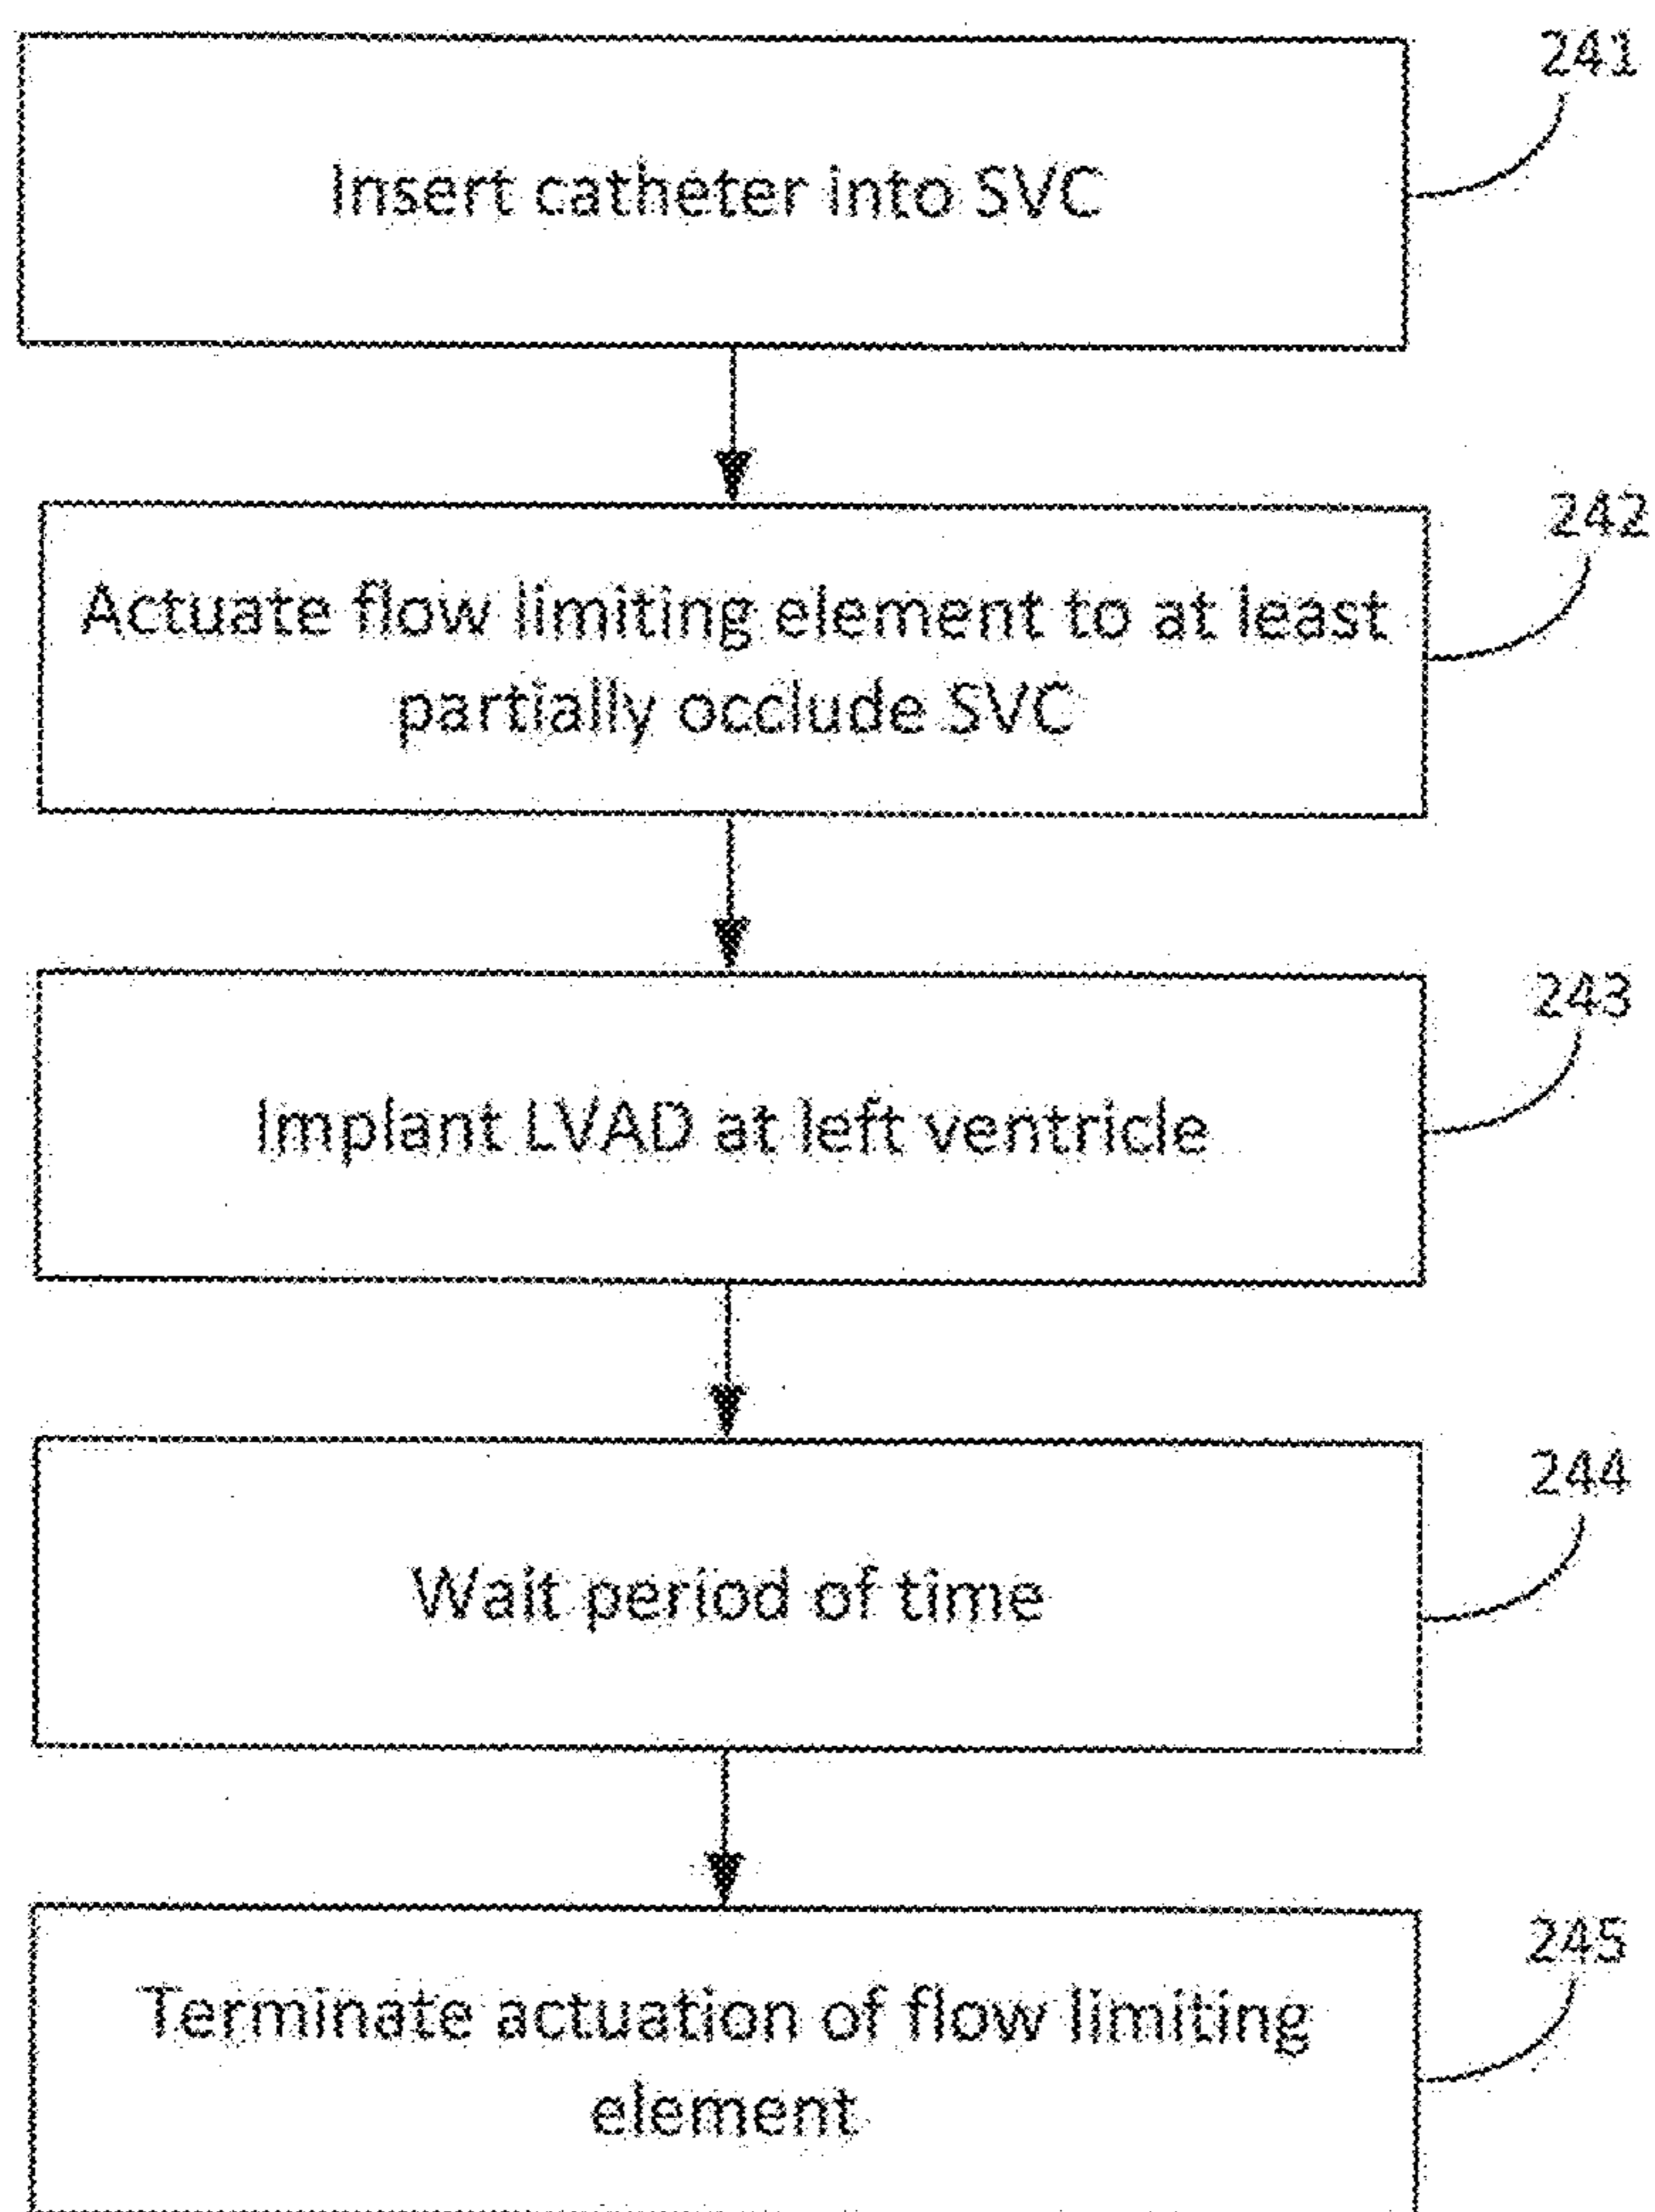 241
Insert catheter into SVC
242
Actuate flow limiting element to at least
partially occlude SVC
243
Implant LVAD at left ventricle
244
Wait period of time
245
Terminate actuation of flow limiting
element